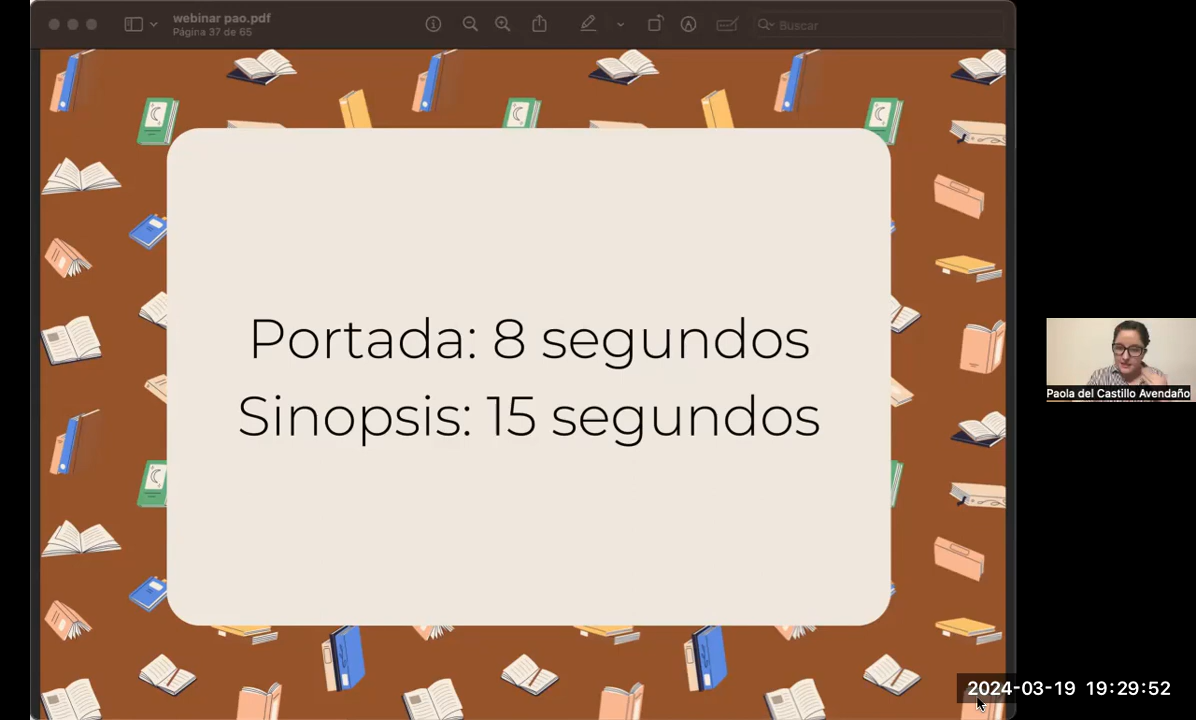 webinar pao.pdf
Página 37 de 65
Buscar
Portada: 8 segundos
Sinopsis: 15 segundos
Paola del Castillo Avendaño
2024-03-19 19:29:52